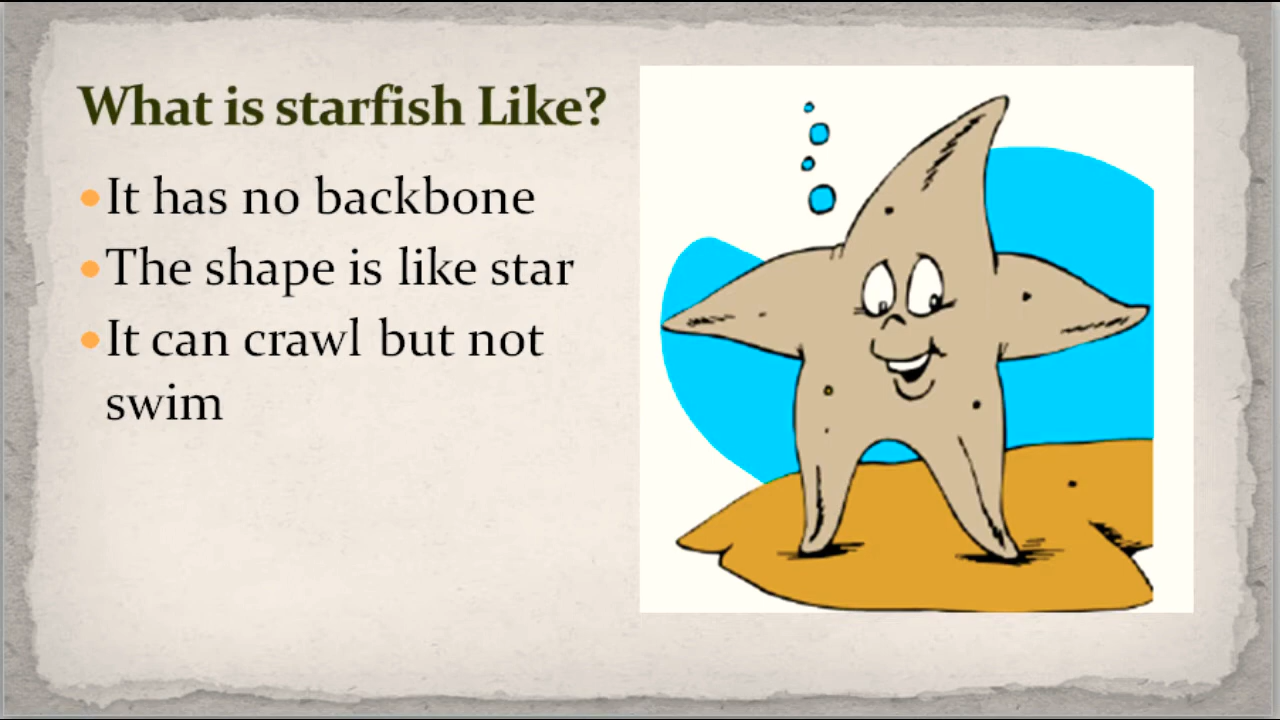 What is starfish Like?
•It has no backbone
•The shape is like star
•It can crawl but not
swim